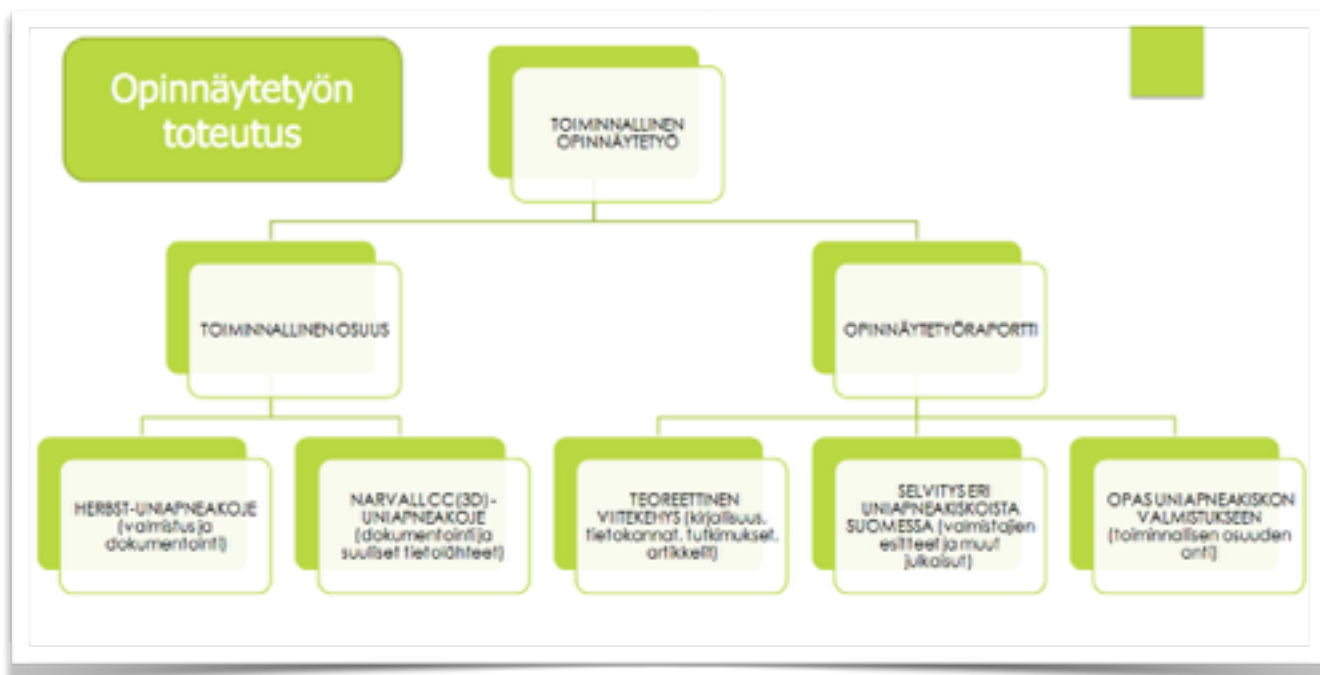 Opinnäytetyön
toteutus
TOIMINNALLINEN
OPINNÄYTETYÖ
TOIMINNALLINEN OSUUS
OPINNÄYTETYÖRAPORTTI
HERBST-UNIAPNEAKOJE
(valmistus ja
dokumentointi)
NARVALL CC (3D) -
UNIAPNEAKOJE
(dokumentointi ja
suulliset tietolähteet)
TEOREETTINEN
VIITEKEHYS (kirjallisuus,
tietokannat, tutkimukset,
artikkelit)
SELVITYS ERI
UNIAPNEAKISKOISTA
SUOMESSA (valmistajien
esitteet ja muut
julkaisut)
OPAS UNIAPNEAKISKON
VALMISTUKSEEN
(toiminnallisen osuuden
anti)